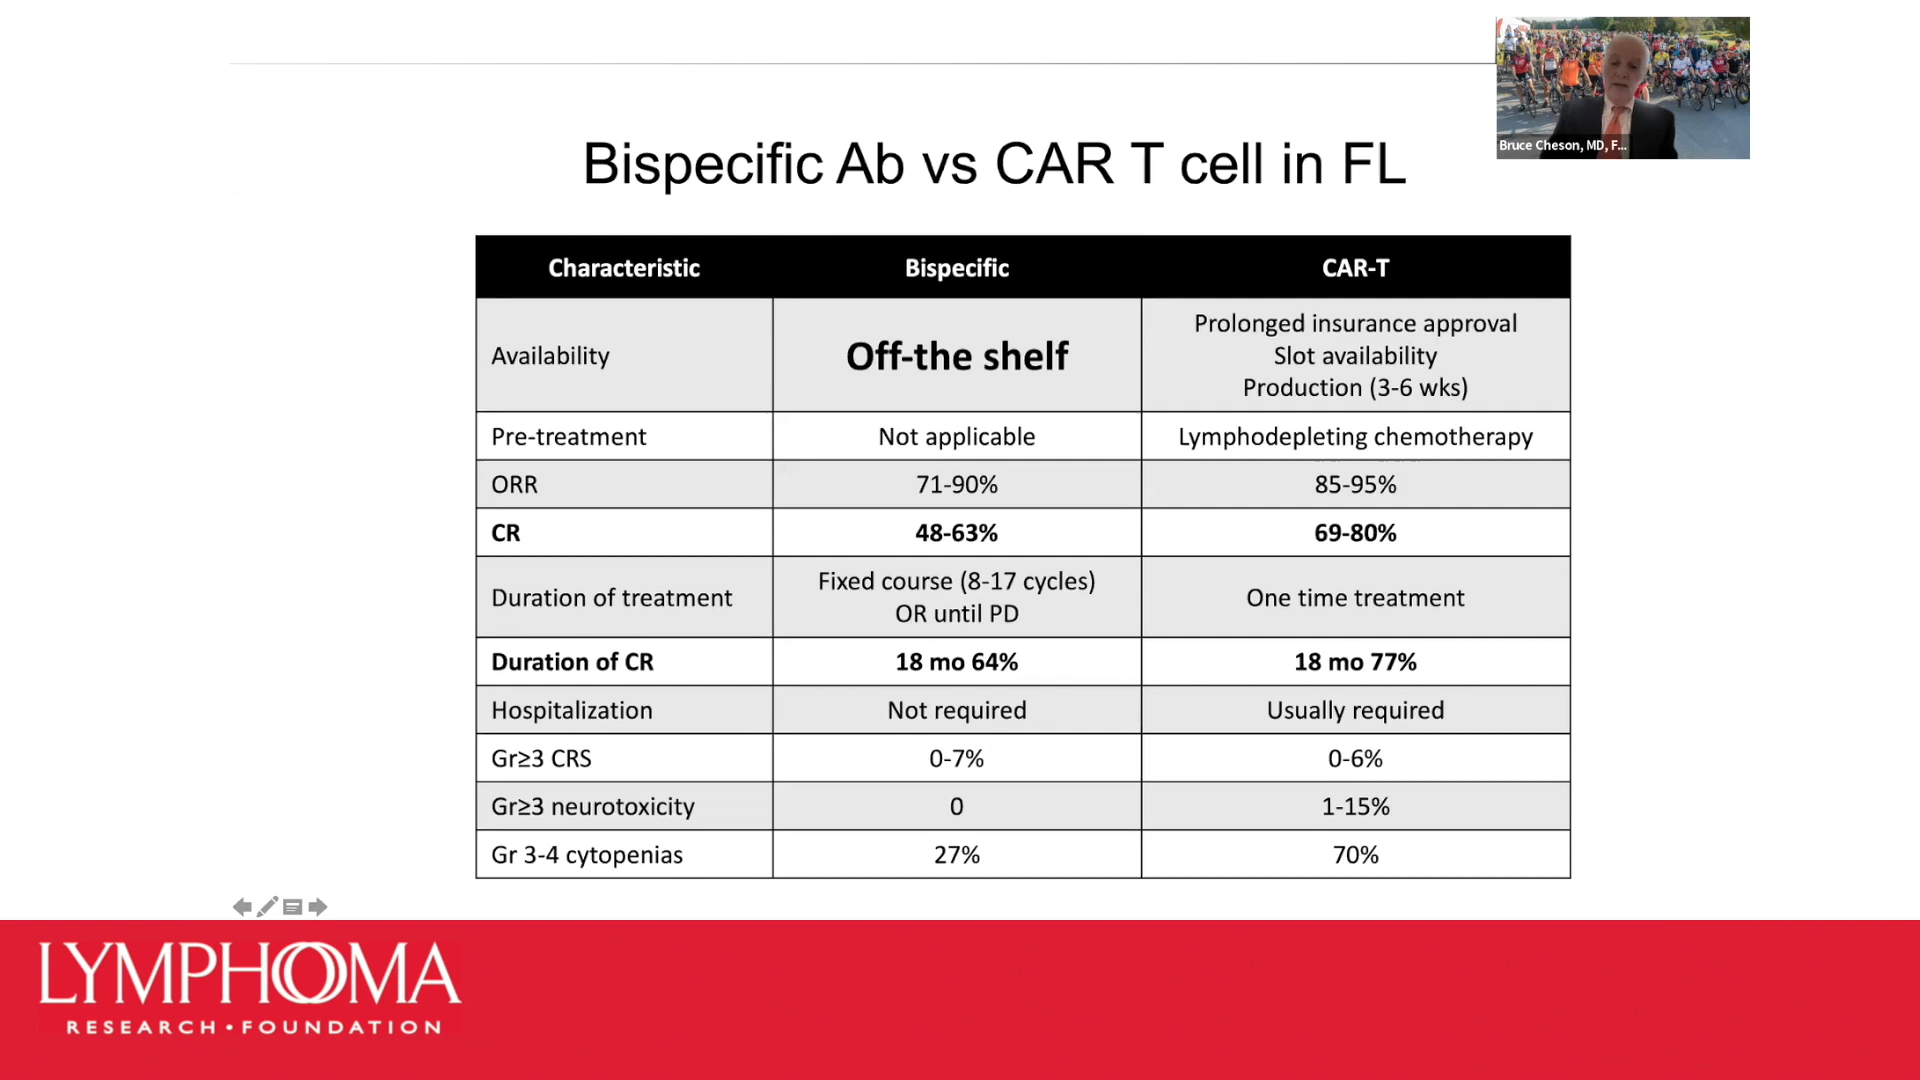 Bruce Cheson, MD, F...
Bispecific Ab vs CAR T cell in FL
Characteristic Bispecific CAR-T
Availability Off-the shelf Prolonged insurance approval
Slot availability
Production (3-6 wks)
Pre-treatment Not applicable Lymphodepleting chemotherapy
ORR 71-90% 85-95%
CR 48-63% 69-80%
Duration of treatment Fixed course (8-17 cycles)
OR until PD One time treatment
Duration of CR 18 mo 64% 18 mo 77%
Hospitalization Not required Usually required
Gr≥3 CRS 0-7% 0-6%
Gr≥3 neurotoxicity 0 1-15%
Gr 3-4 cytopenias 27% 70%
LYMPHOMA
RESEARCH • FOUNDATION